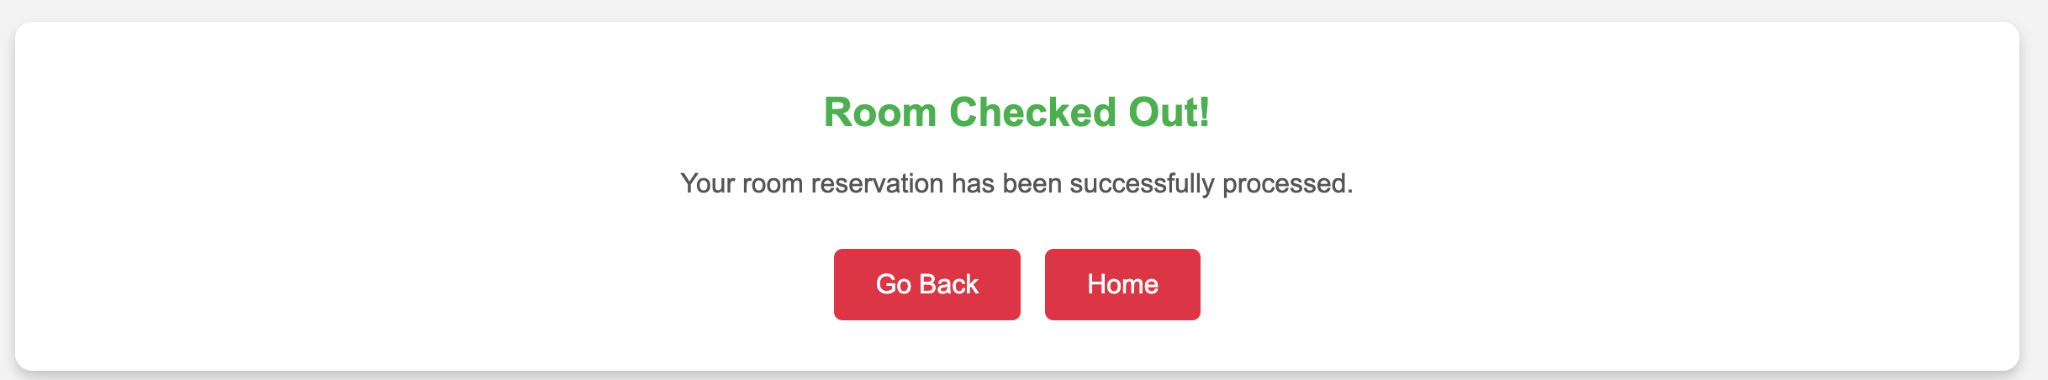 Room Checked Out!
Your room reservation has been successfully processed.
Go Back Home